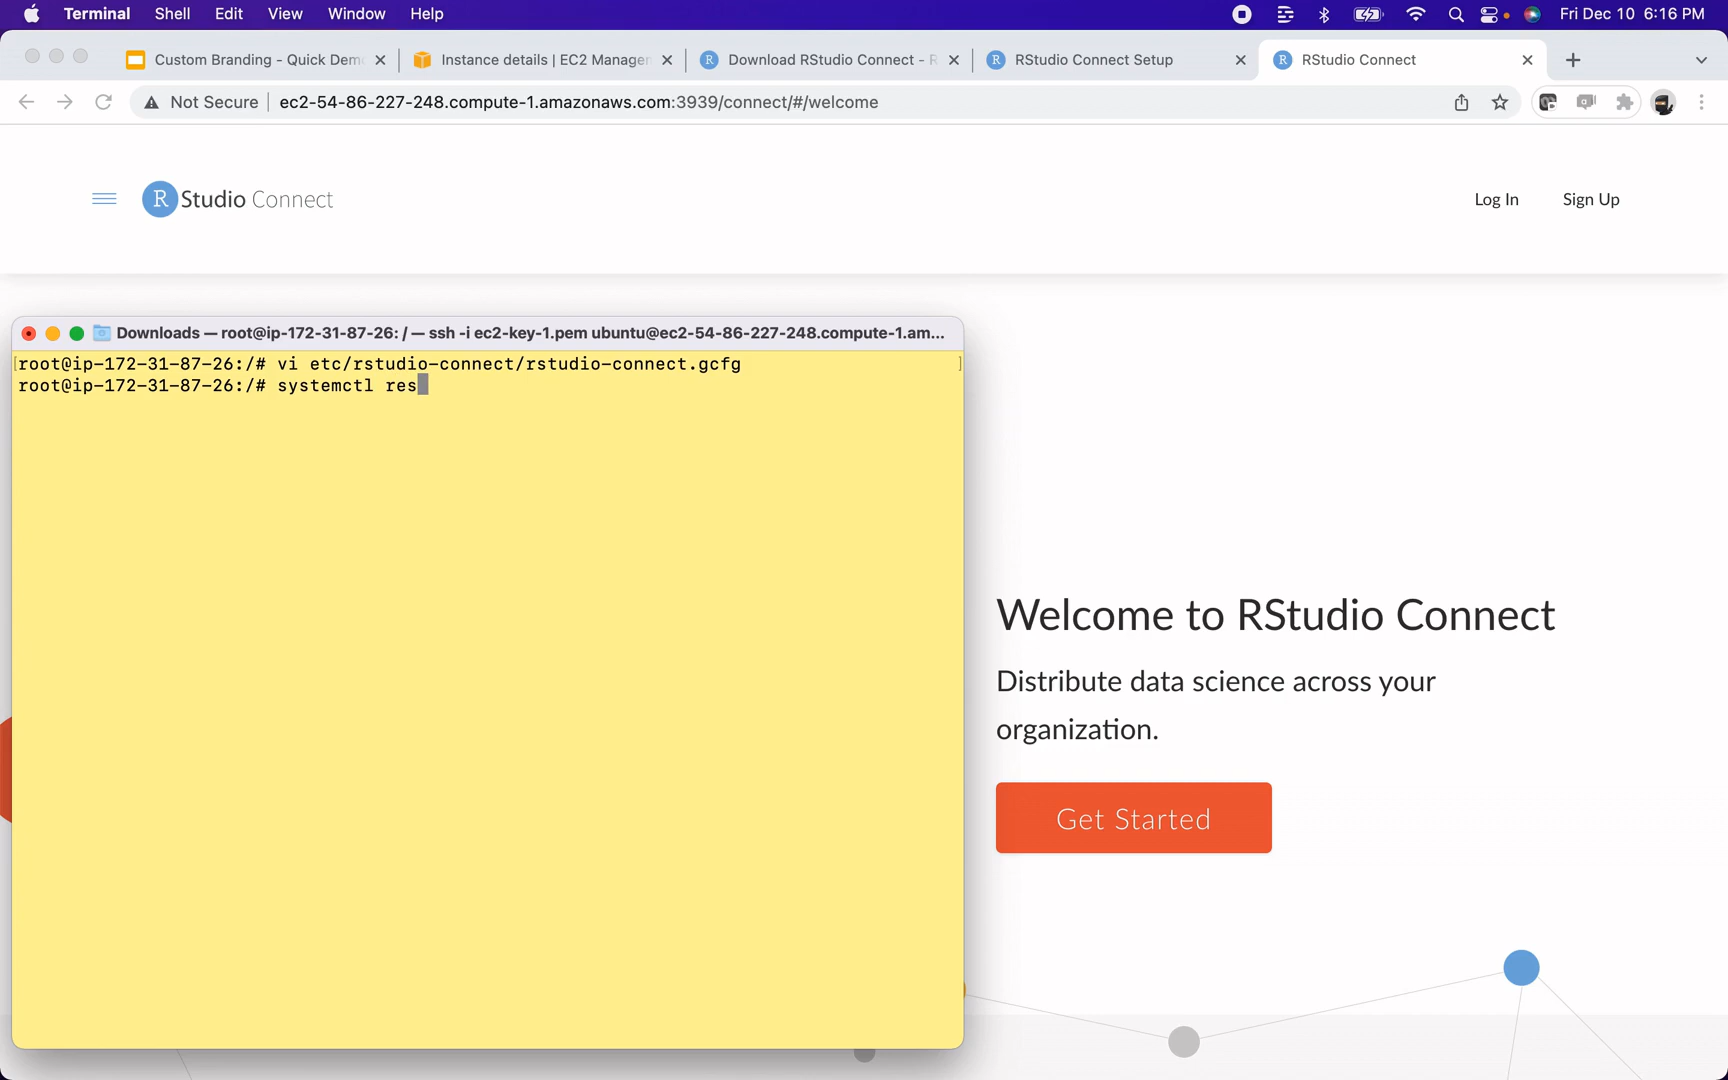 Terminal Shell Edit View Window Help Fri Dec 10 6:16 PM
Custom Branding - Quick Dem Instance details | EC2 Manager Download RStudio Connect - R RStudio Connect Setup RStudio Connect
Not Secure ec2-54-86-227-248.compute-1.amazonaws.com:3939/connect/#/welcome
R Studio Connect Log In Sign Up
Downloads — root@ip-172-31-87-26: / — ssh -i ec2-key-1.pem ubuntu@ec2-54-86-227-248.compute-1.am...
[root@ip-172-31-87-26:/# vi etc/rstudio-connect/rstudio-connect.gcfg ]
root@ip-172-31-87-26:/# systemctl res
Welcome to RStudio Connect
Distribute data science across your
organization.
Get Started